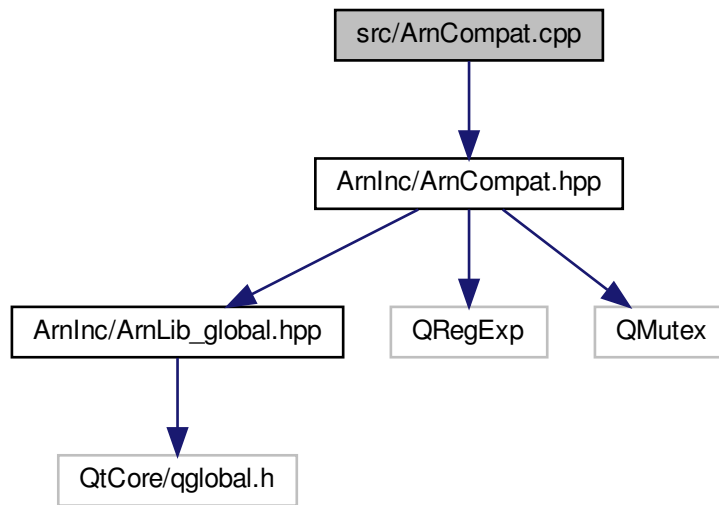 src/ArnCompat.cpp
ArnInc/ArnCompat.hpp
ArnInc/ArnLib_global.hpp
QRegExp
QMutex
QtCore/qglobal.h